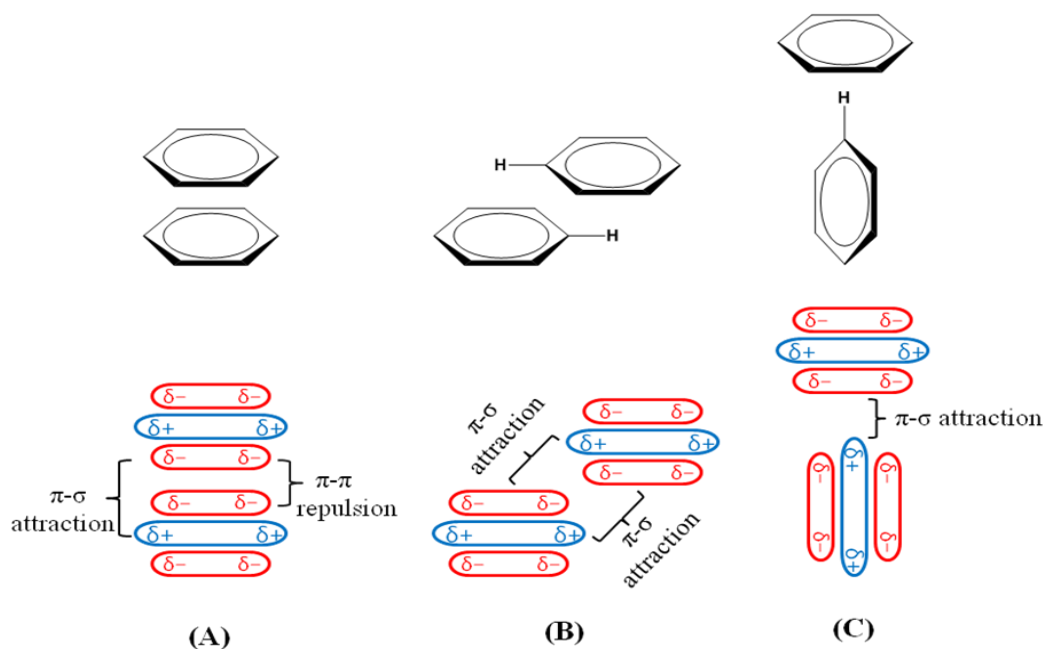 H
H
H
δ− δ−
δ+ δ+
δ− δ−
π-σ attraction
δ− δ−
δ+ δ+
δ− δ−
π-σ
attraction
π-π
repulsion
δ− δ−
δ+ δ+
δ− δ−
(A)
π-σ
attraction
δ− δ−
δ+ δ+
δ− δ−
δ− δ−
δ+ δ+
δ− δ−
π-σ
attraction
(B)
δ− δ+ δ−
δ− δ+ δ−
(C)